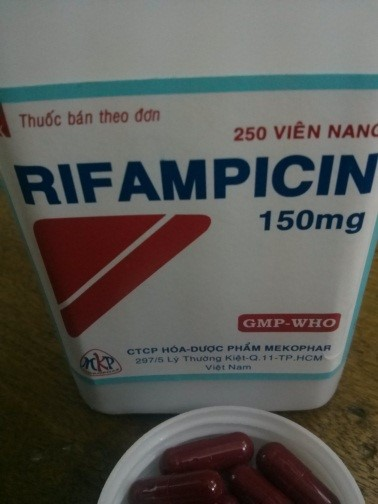 Thuốc bán theo đơn
250 VIÊN NANG
RIFAMPICIN
150mg
GMP-WHO
MKP
CTCP HÓA-DƯỢC PHẨM MEKOPHAR
297/5 Lý Thường Kiệt-Q.11-TP.HCM-
Việt Nam